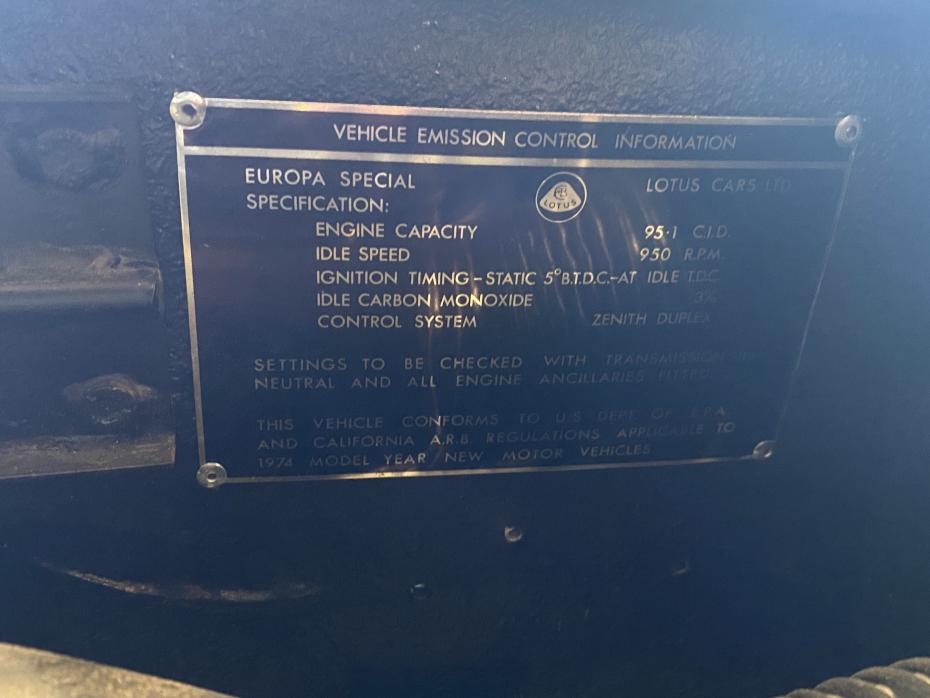 VEHICLE EMISSION CONTROL INFORMATION
EUROPA SPECIAL LOTUS LOTUS CARS LTD.
SPECIFICATION:
ENGINE CAPACITY 95·1 C.I.D.
IDLE SPEED 950 R.P.M.
IGNITION TIMING–STATIC 5°B.T.D.C.–AT IDLE T.D.C.
IDLE CARBON MONOXIDE 3%
CONTROL SYSTEM ZENITH DUPLEX
SETTINGS TO BE CHECKED WITH TRANSMISSION IN
NEUTRAL AND ALL ENGINE ANCILLARIES FITTED.
THIS VEHICLE CONFORMS TO U.S DEPT. OF E.P.A.
AND CALIFORNIA A.R.B. REGULATIONS APPLICABLE TO
1974 MODEL YEAR NEW MOTOR VEHICLES